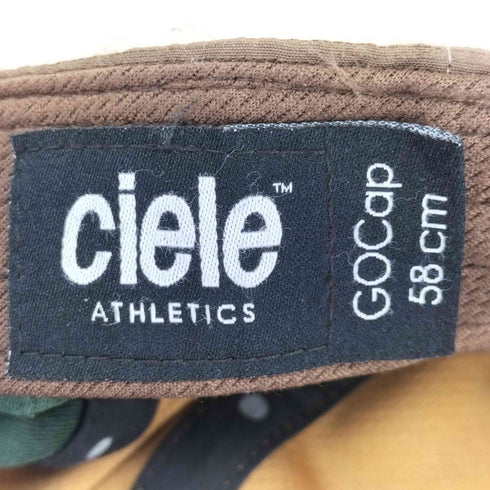 ciele™
ATHLETICS
GOCap
58 cm